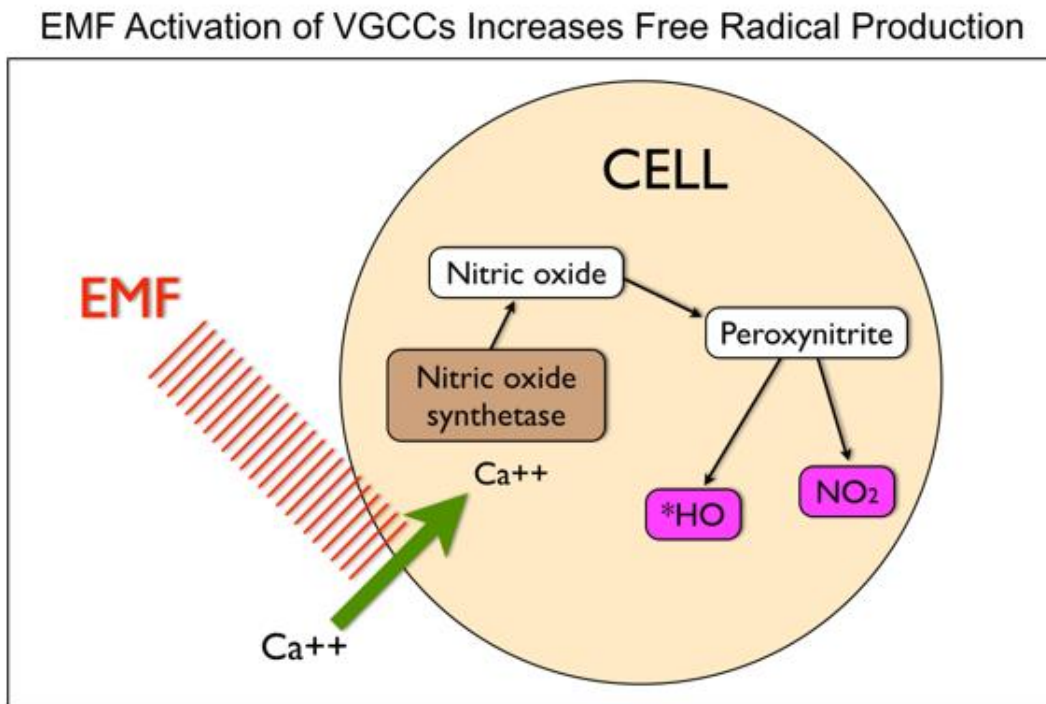 EMF Activation of VGCCs Increases Free Radical Production
CELL
Nitric oxide
EMF
Peroxynitrite
Nitric oxide
synthetase
Ca++
NO₂
*HO
Ca++